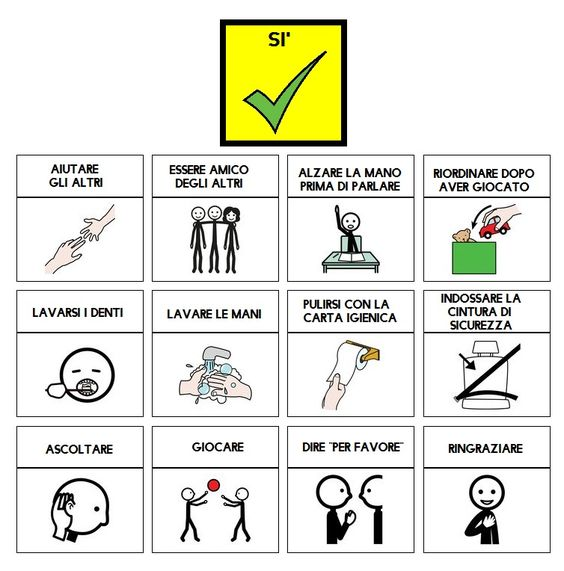 SI'
AIUTARE
GLI ALTRI
ESSERE AMICO
DEGLI ALTRI
ALZARE LA MANO
PRIMA DI PARLARE
RIORDINARE DOPO
AVER GIOCATO
LAVARSI I DENTI
LAVARE LE MANI
PULIRSI CON LA
CARTA IGIENICA
INDOSSARE LA
CINTURA DI
SICUREZZA
ASCOLTARE
GIOCARE
DIRE "PER FAVORE"
RINGRAZIARE